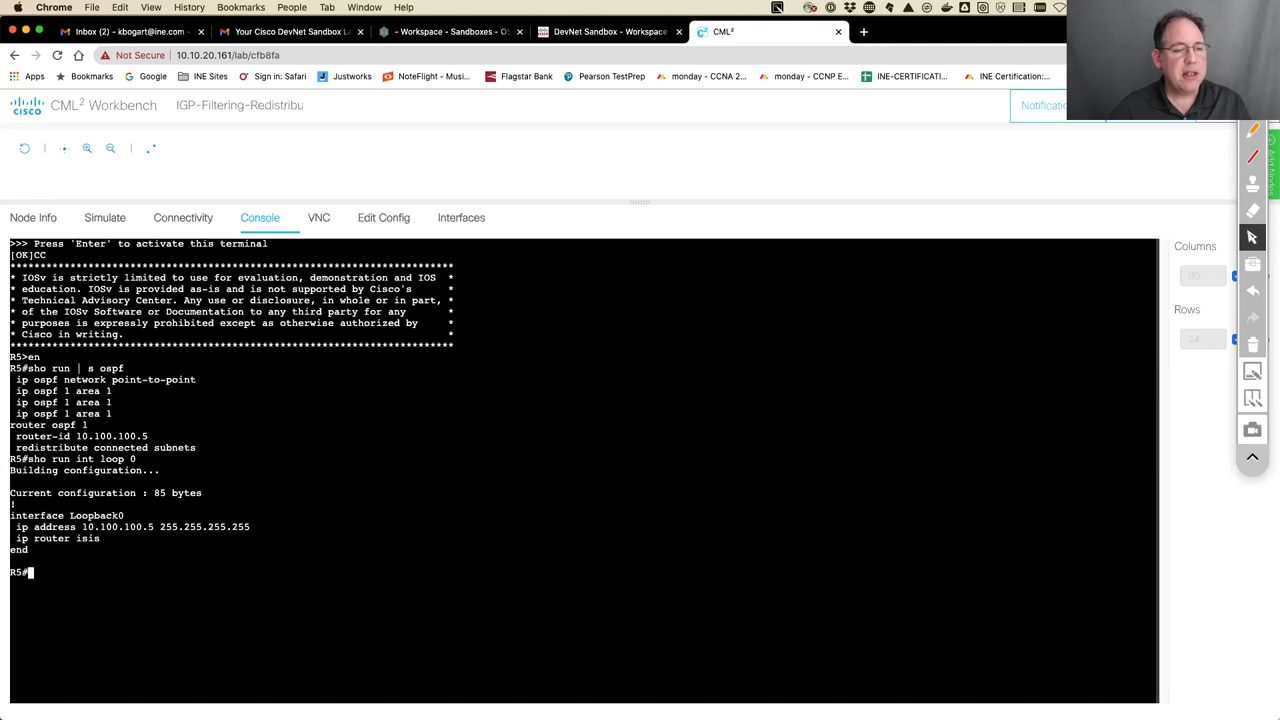 Chrome File Edit View History Bookmarks People Tab Window Help
Inbox (2) - kbogart@ine.com - Your Cisco DevNet Sandbox La - Workspace - Sandboxes - OS DevNet Sandbox - Workspace CML²
Not Secure 10.10.20.161/lab/cfb8fa
Apps Bookmarks Google INE Sites Sign in: Safari Justworks NoteFlight - Musi... Flagstar Bank Pearson TestPrep monday - CCNA 2... monday - CCNP E... INE-CERTIFICATI... INE Certification:...
CISCO CML² Workbench IGP-Filtering-Redistribu Notificatio
Add Nodes
Node Info Simulate Connectivity Console VNC Edit Config Interfaces
>>> Press 'Enter' to activate this terminal
[OK]CC
**************************************************************************
* IOSv is strictly limited to use for evaluation, demonstration and IOS *
* education. IOSv is provided as-is and is not supported by Cisco's *
* Technical Advisory Center. Any use or disclosure, in whole or in part, *
* of the IOSv Software or Documentation to any third party for any *
* purposes is expressly prohibited except as otherwise authorized by *
* Cisco in writing. *
**************************************************************************
R5>en
R5#sho run | s ospf
ip ospf network point-to-point
ip ospf 1 area 1
ip ospf 1 area 1
ip ospf 1 area 1
router ospf 1
router-id 10.100.100.5
redistribute connected subnets
R5#sho run int loop 0
Building configuration...
Current configuration : 85 bytes
!
interface Loopback0
ip address 10.100.100.5 255.255.255.255
ip router isis
end
R5#
Columns
80
Rows
24